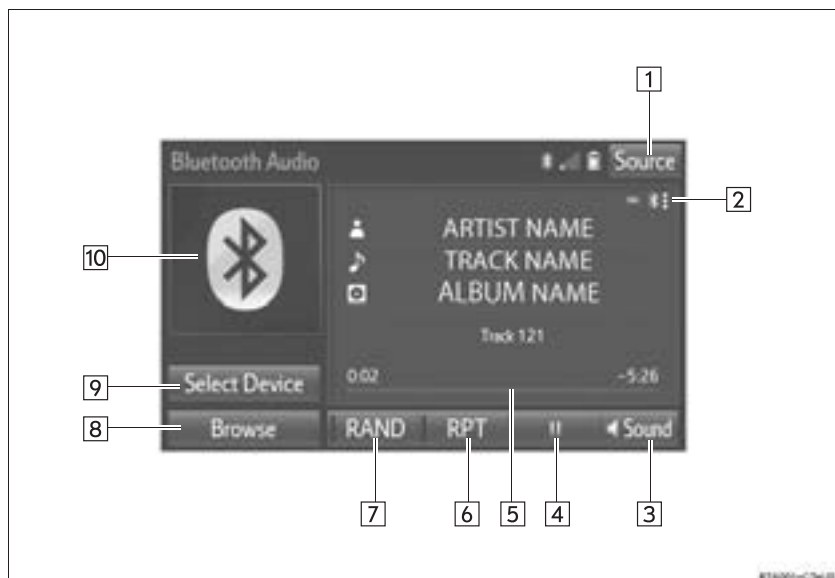 1
Bluetooth Audio
Source
2
ARTIST NAME
10
TRACK NAME
ALBUM NAME
Track 121
0:02
-5:26
9
Select Device
8
Browse
RAND
RPT
Sound
7
6
5
4
3